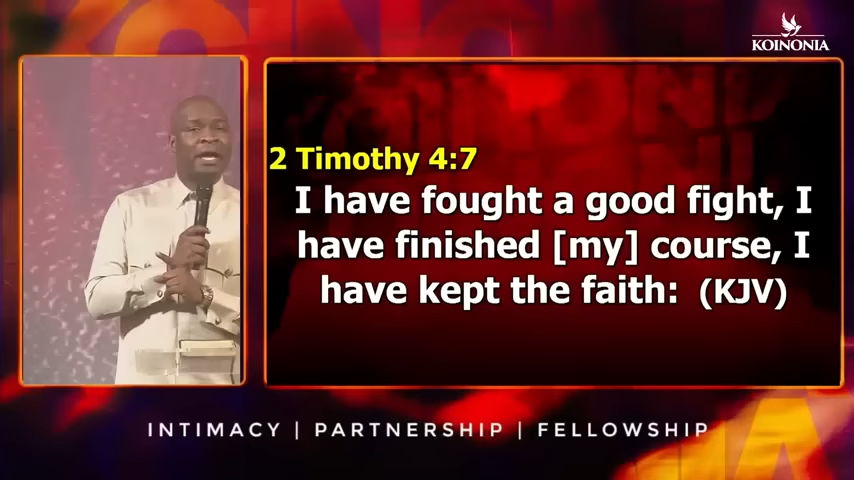 KOINONIA
2 Timothy 4:7
I have fought a good fight, I
have finished [my] course, I
have kept the faith: (KJV)
INTIMACY | PARTNERSHIP | FELLOWSHIP